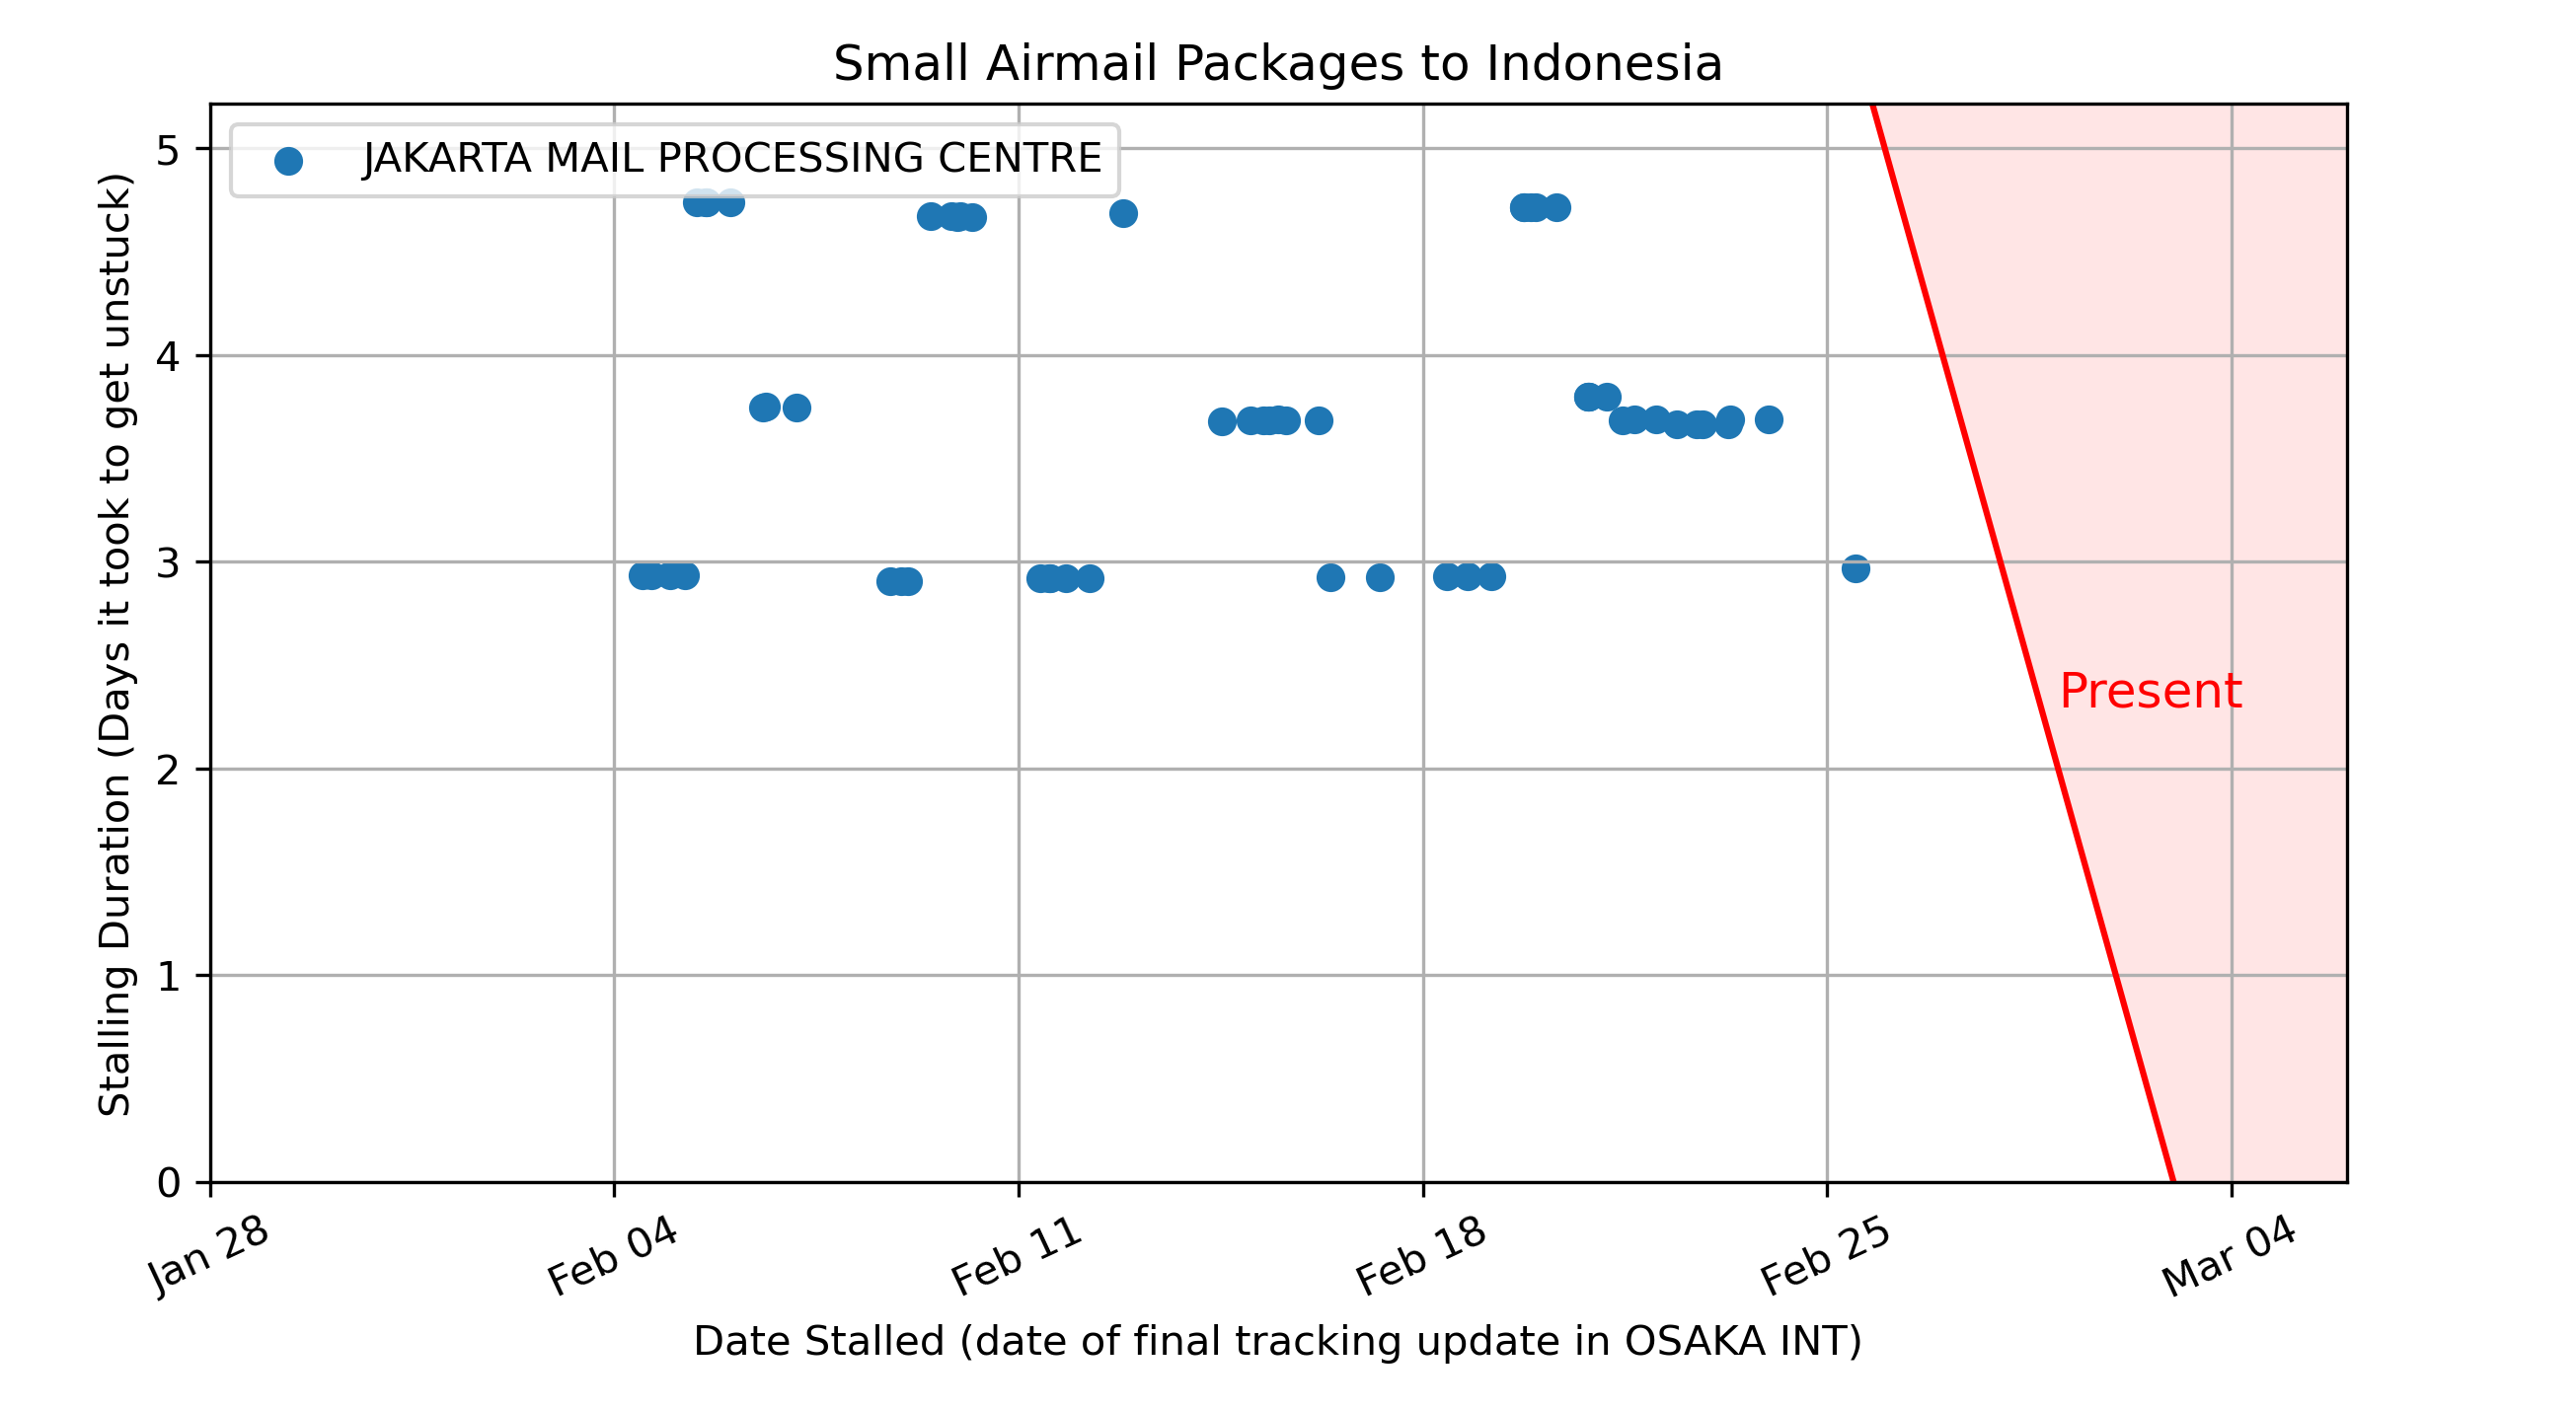 Small Airmail Packages to Indonesia
JAKARTA MAIL PROCESSING CENTRE
Stalling Duration (Days it took to get unstuck)
5
4
3
2
1
0
Present
Jan 28
Feb 04
Feb 11
Feb 18
Feb 25
Mar 04
Date Stalled (date of final tracking update in OSAKA INT)